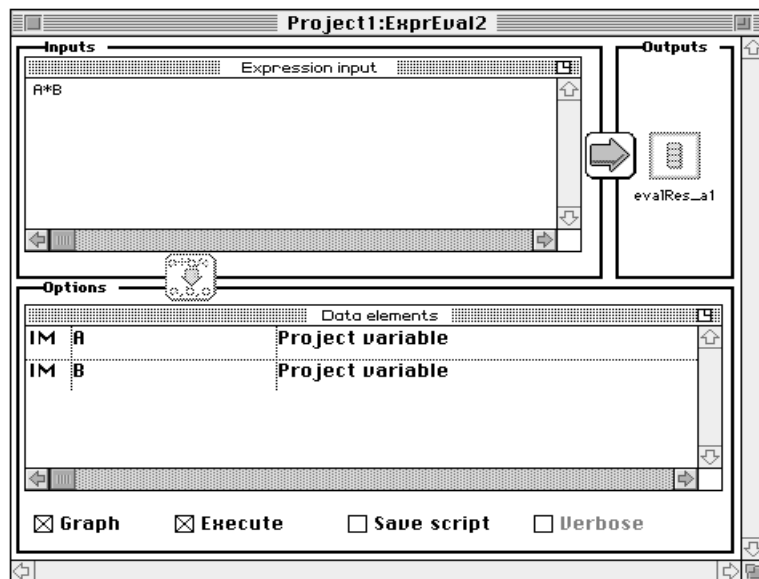 Project1:ExprEval2
Inputs
Outputs
Expression input
A*B
evalRes_a1
Options
Data elements
IM A Project variable
IM B Project variable
Graph Execute Save script Verbose